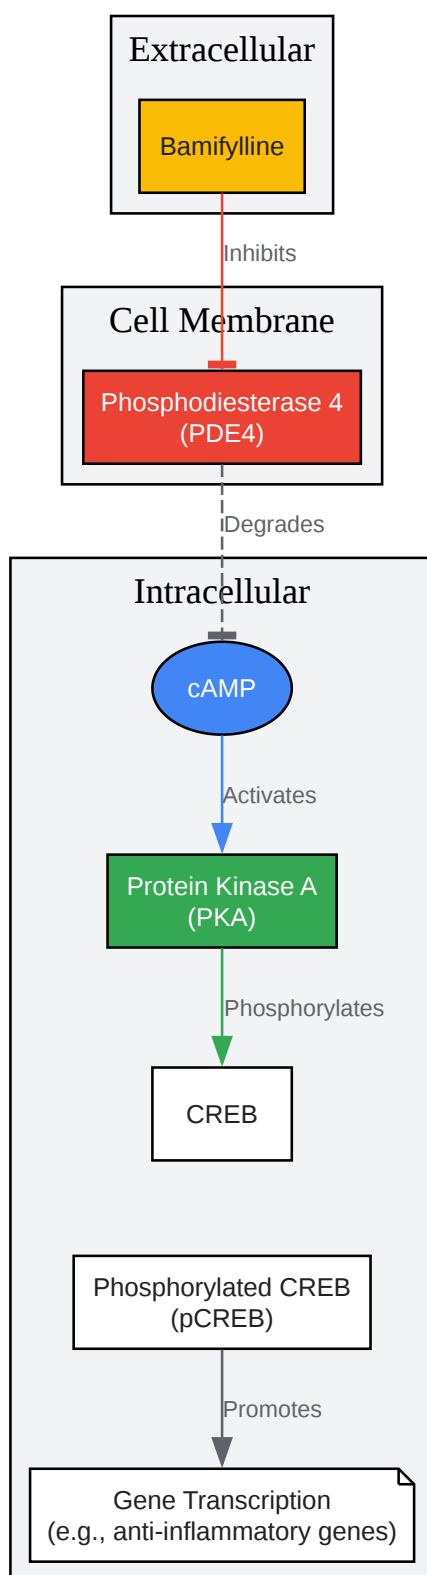 Extracellular
Bamifylline
Inhibits
Cell Membrane
Phosphodiesterase 4
(PDE4)
Degrades
Intracellular
cAMP
Activates
Protein Kinase A
(PKA)
Phosphorylates
CREB
Phosphorylated CREB
(pCREB)
Promotes
Gene Transcription
(e.g., anti-inflammatory genes)